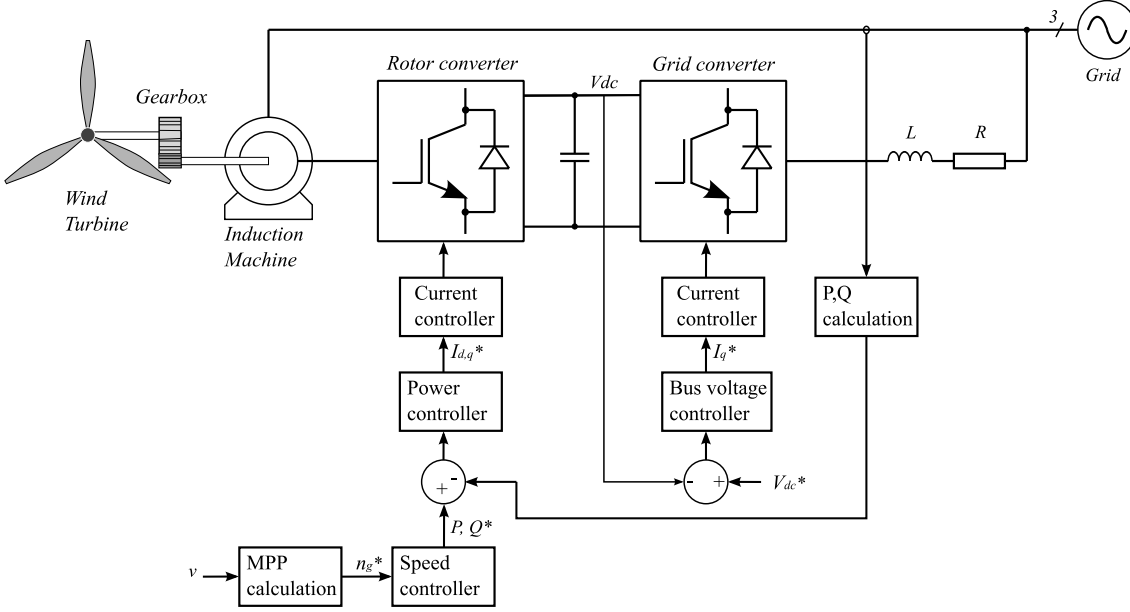 3
Grid
Rotor converter
Vdc
Grid converter
Gearbox
L
R
Wind
Turbine
Induction
Machine
Current
controller
Current
controller
P,Q
calculation
Id,q*
Iq*
Power
controller
Bus voltage
controller
+
-
-
+
Vdc*
P, Q*
v
MPP
calculation
ng*
Speed
controller